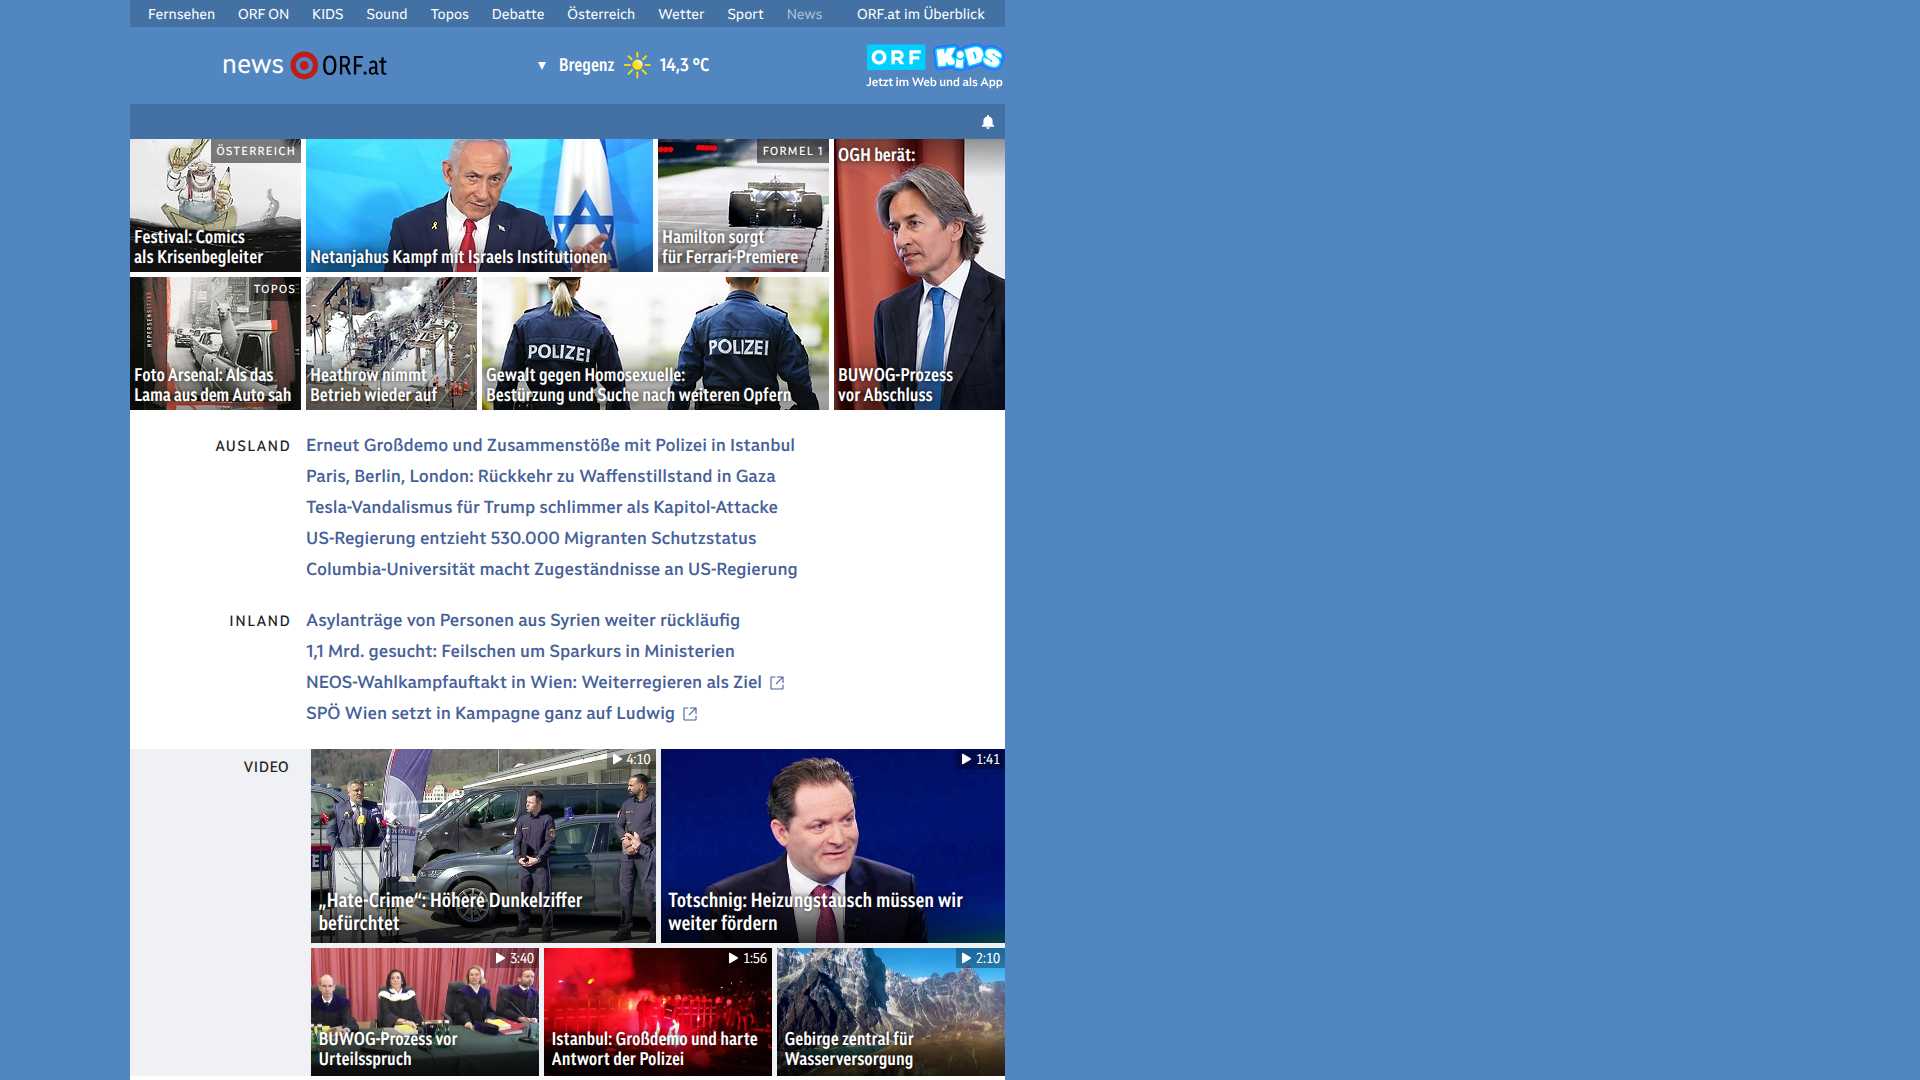 Fernsehen ORF ON KIDS Sound Topos Debatte Österreich Wetter Sport News ORF.at im Überblick
news ORF.at
▼ Bregenz 14,3 °C
ORF KiDS
Jetzt im Web und als App
ÖSTERREICH
Festival: Comics
als Krisenbegleiter
Netanjahus Kampf mit Israels Institutionen
FORMEL 1
Hamilton sorgt
für Ferrari-Premiere
OGH berät:
BUWOG-Prozess
vor Abschluss
TOPOS
HYPERSENSITIVE
Foto Arsenal: Als das
Lama aus dem Auto sah
Heathrow nimmt
Betrieb wieder auf
POLIZEI
POLIZEI
Gewalt gegen Homosexuelle:
Bestürzung und Suche nach weiteren Opfern
AUSLAND
Erneut Großdemo und Zusammenstöße mit Polizei in Istanbul
Paris, Berlin, London: Rückkehr zu Waffenstillstand in Gaza
Tesla-Vandalismus für Trump schlimmer als Kapitol-Attacke
US-Regierung entzieht 530.000 Migranten Schutzstatus
Columbia-Universität macht Zugeständnisse an US-Regierung
INLAND
Asylanträge von Personen aus Syrien weiter rückläufig
1,1 Mrd. gesucht: Feilschen um Sparkurs in Ministerien
NEOS-Wahlkampfauftakt in Wien: Weiterregieren als Ziel
SPÖ Wien setzt in Kampagne ganz auf Ludwig
VIDEO
4:10
„Hate-Crime“: Höhere Dunkelziffer
befürchtet
1:41
Totschnig: Heizungstausch müssen wir
weiter fördern
3:40
BUWOG-Prozess vor
Urteilsspruch
1:56
Istanbul: Großdemo und harte
Antwort der Polizei
2:10
Gebirge zentral für
Wasserversorgung